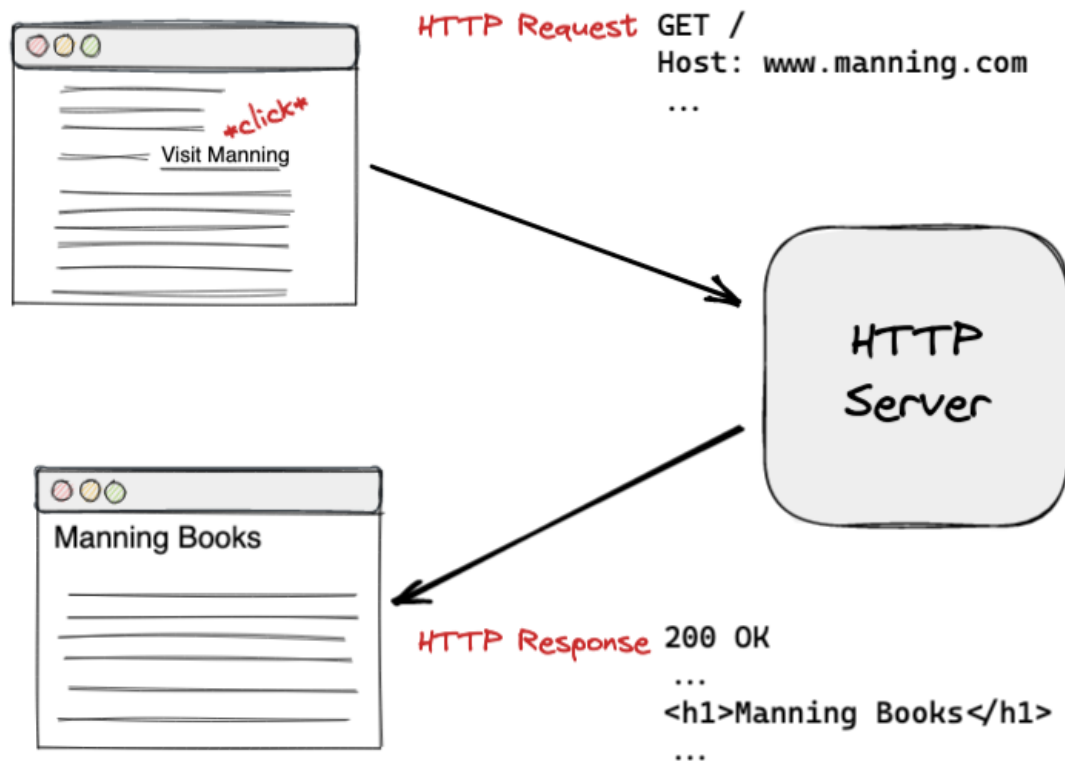 HTTP Request GET /
Host: www.manning.com
...
*click*
Visit Manning
HTTP
Server
Manning Books
HTTP Response 200 OK
...
<h1>Manning Books</h1>
...